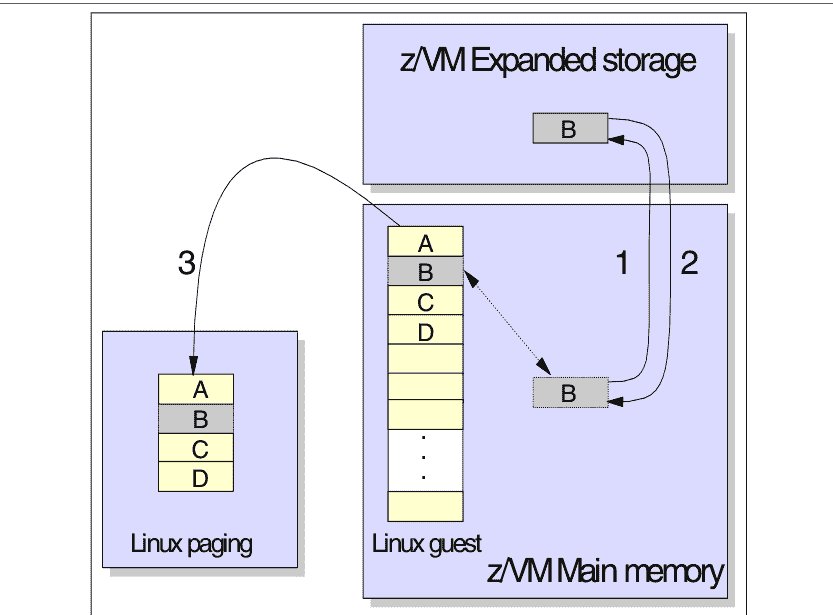 z/VM Expanded storage
B
3
1
2
A
B
C
D
B
.
.
.
A
B
C
D
Linux paging
Linux guest
z/VM Main memory